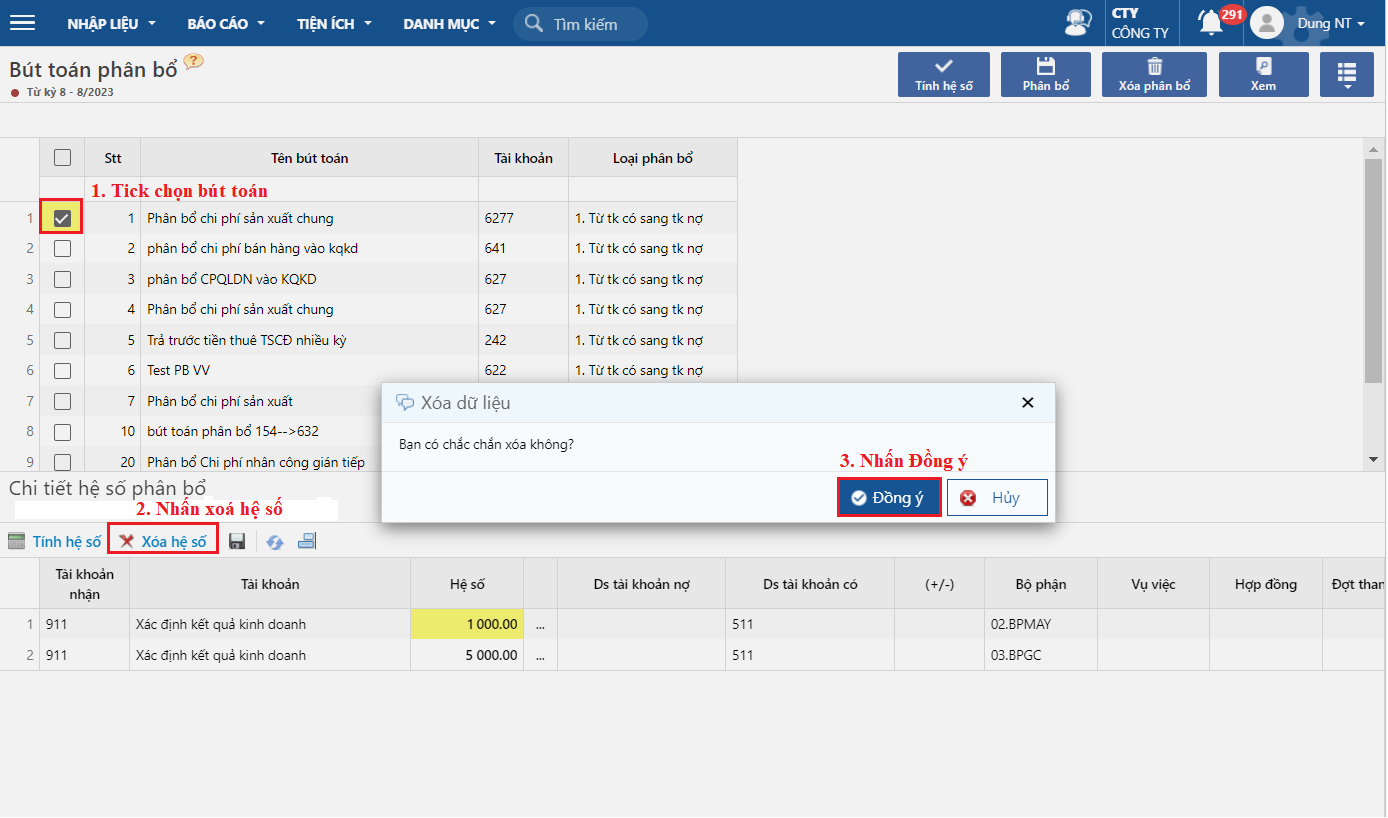 NHẬP LIỆU BÁO CÁO TIỆN ÍCH DANH MỤC Tìm kiếm CTY CÔNG TY 291 Dung NT
Bút toán phân bổ ?
Từ kỳ 8 - 8/2023
Tính hệ số Phân bổ Xóa phân bổ Xem
Stt Tên bút toán Tài khoản Loại phân bổ
1. Tick chọn bút toán
1 1 Phân bổ chi phí sản xuất chung 6277 1. Từ tk có sang tk nợ
2 2 phân bổ chi phí bán hàng vào kqkd 641 1. Từ tk có sang tk nợ
3 3 phân bổ CPQLDN vào KQKD 627 1. Từ tk có sang tk nợ
4 4 Phân bổ chi phí sản xuất chung 627 1. Từ tk có sang tk nợ
5 5 Trả trước tiền thuê TSCĐ nhiều kỳ 242 1. Từ tk có sang tk nợ
6 6 Test PB VV 622 1. Từ tk có sang tk nợ
7 7 Phân bổ chi phí sản xuất
8 10 bút toán phân bổ 154-->632
9 20 Phân bổ Chi phí nhân công gián tiếp
Xóa dữ liệu
Bạn có chắc chắn xóa không?
3. Nhấn Đồng ý
Đồng ý Hủy
Chi tiết hệ số phân bổ
2. Nhấn xoá hệ số
Tính hệ số Xóa hệ số
Tài khoản nhận Tài khoản Hệ số Ds tài khoản nợ Ds tài khoản có (+/-) Bộ phận Vụ việc Hợp đồng Đợt than
1 911 Xác định kết quả kinh doanh 1 000.00 ... 511 02.BPMAY
2 911 Xác định kết quả kinh doanh 5 000.00 ... 511 03.BPGC